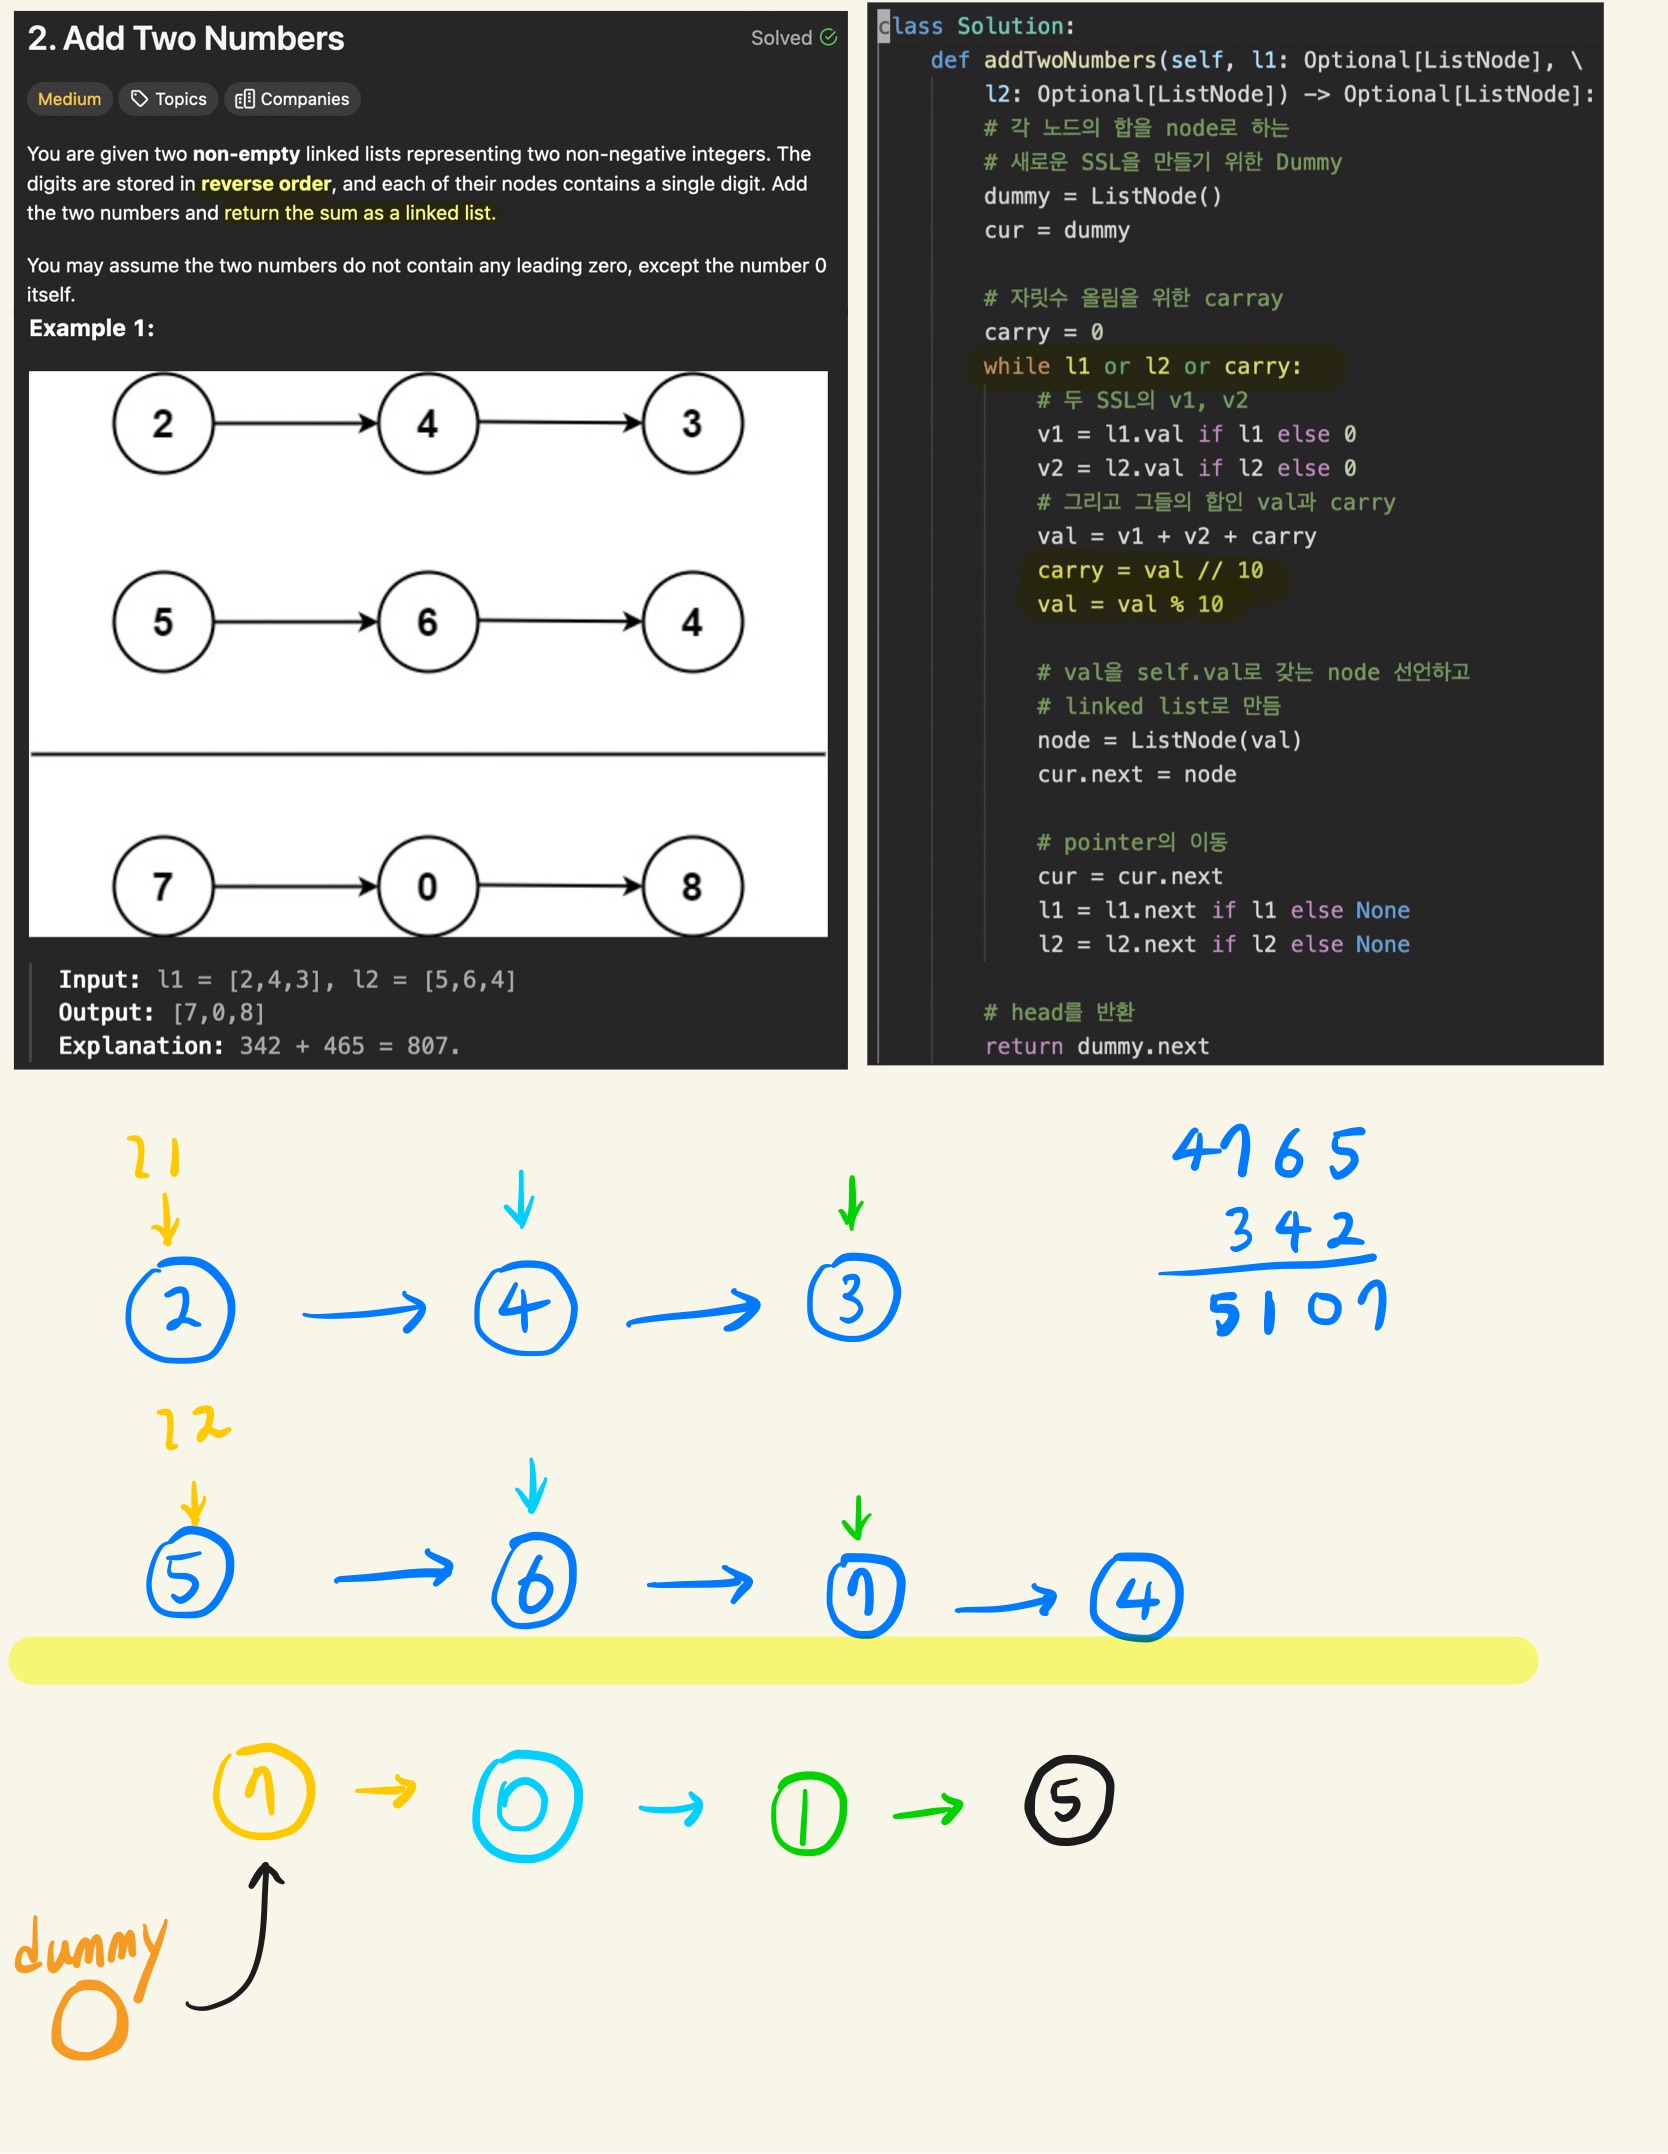 2. Add Two Numbers
Solved
Medium
Topics
Companies
You are given two non-empty linked lists representing two non-negative integers. The
digits are stored in reverse order, and each of their nodes contains a single digit. Add
the two numbers and return the sum as a linked list.
You may assume the two numbers do not contain any leading zero, except the number 0
itself.
Example 1:
2 4 3
5 6 4
7 0 8
Input: l1 = [2,4,3], l2 = [5,6,4]
Output: [7,0,8]
Explanation: 342 + 465 = 807.
class Solution:
def addTwoNumbers(self, l1: Optional[ListNode], \
l2: Optional[ListNode]) -> Optional[ListNode]:
# 각 노드의 합을 node로 하는
# 새로운 SSL을 만들기 위한 Dummy
dummy = ListNode()
cur = dummy
# 자릿수 올림을 위한 carray
carry = 0
while l1 or l2 or carry:
# 두 SSL의 v1, v2
v1 = l1.val if l1 else 0
v2 = l2.val if l2 else 0
# 그리고 그들의 합인 val과 carry
val = v1 + v2 + carry
carry = val // 10
val = val % 10
# val을 self.val로 갖는 node 선언하고
# linked list로 만듬
node = ListNode(val)
cur.next = node
# pointer의 이동
cur = cur.next
l1 = l1.next if l1 else None
l2 = l2.next if l2 else None
# head를 반환
return dummy.next
l1
2 4 3
4765
342
5107
l2
5 6 7 4
7 0 1 5
dummy